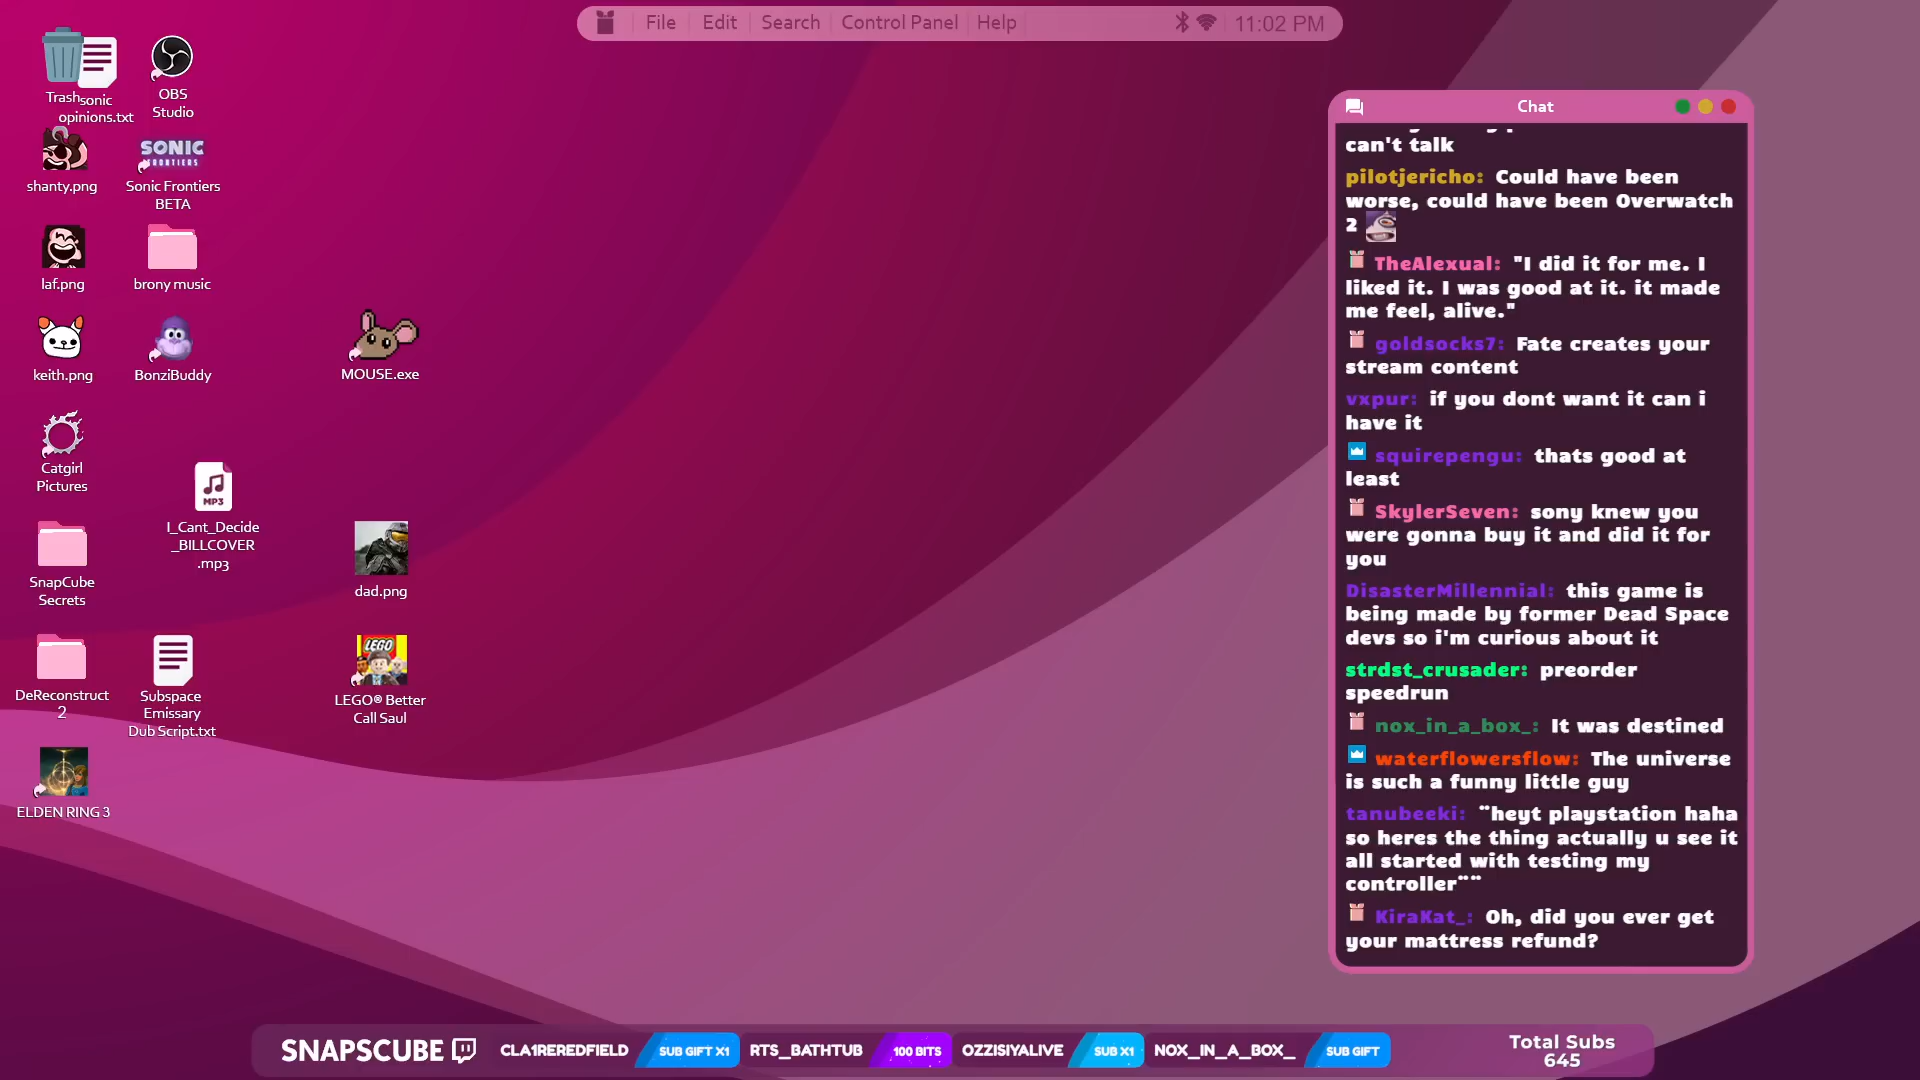 File Edit Search Control Panel Help 11:02 PM
Trash
sonic
opinions.txt
OBS
Studio
shanty.png
SONIC
FRONTIERS
Sonic Frontiers
BETA
laf.png
brony music
keith.png
BonziBuddy
MOUSE.exe
Catgirl
Pictures
MP3
I_Cant_Decide
_BILLCOVER
.mp3
SnapCube
Secrets
dad.png
DeReconstruct
2
Subspace
Emissary
Dub Script.txt
LEGO
LEGO® Better
Call Saul
ELDEN RING 3
Chat
can't talk
pilotjericho: Could have been
worse, could have been Overwatch
2
TheAlexual: "I did it for me. I
liked it. I was good at it. it made
me feel, alive."
goldsocks7: Fate creates your
stream content
vxpur: if you dont want it can i
have it
squirepengu: thats good at
least
SkylerSeven: sony knew you
were gonna buy it and did it for
you
DisasterMillennial: this game is
being made by former Dead Space
devs so i'm curious about it
strdst_crusader: preorder
speedrun
nox_in_a_box_: It was destined
waterflowersflow: The universe
is such a funny little guy
tanubeeki: ¨heyt playstation haha
so heres the thing actually u see it
all started with testing my
controller¨¨
KiraKat_: Oh, did you ever get
your mattress refund?
SNAPSCUBE CLA1REREDFIELD SUB GIFT X1 RTS_BATHTUB 100 BITS OZZISIYALIVE SUB X1 NOX_IN_A_BOX_ SUB GIFT
Total Subs
645